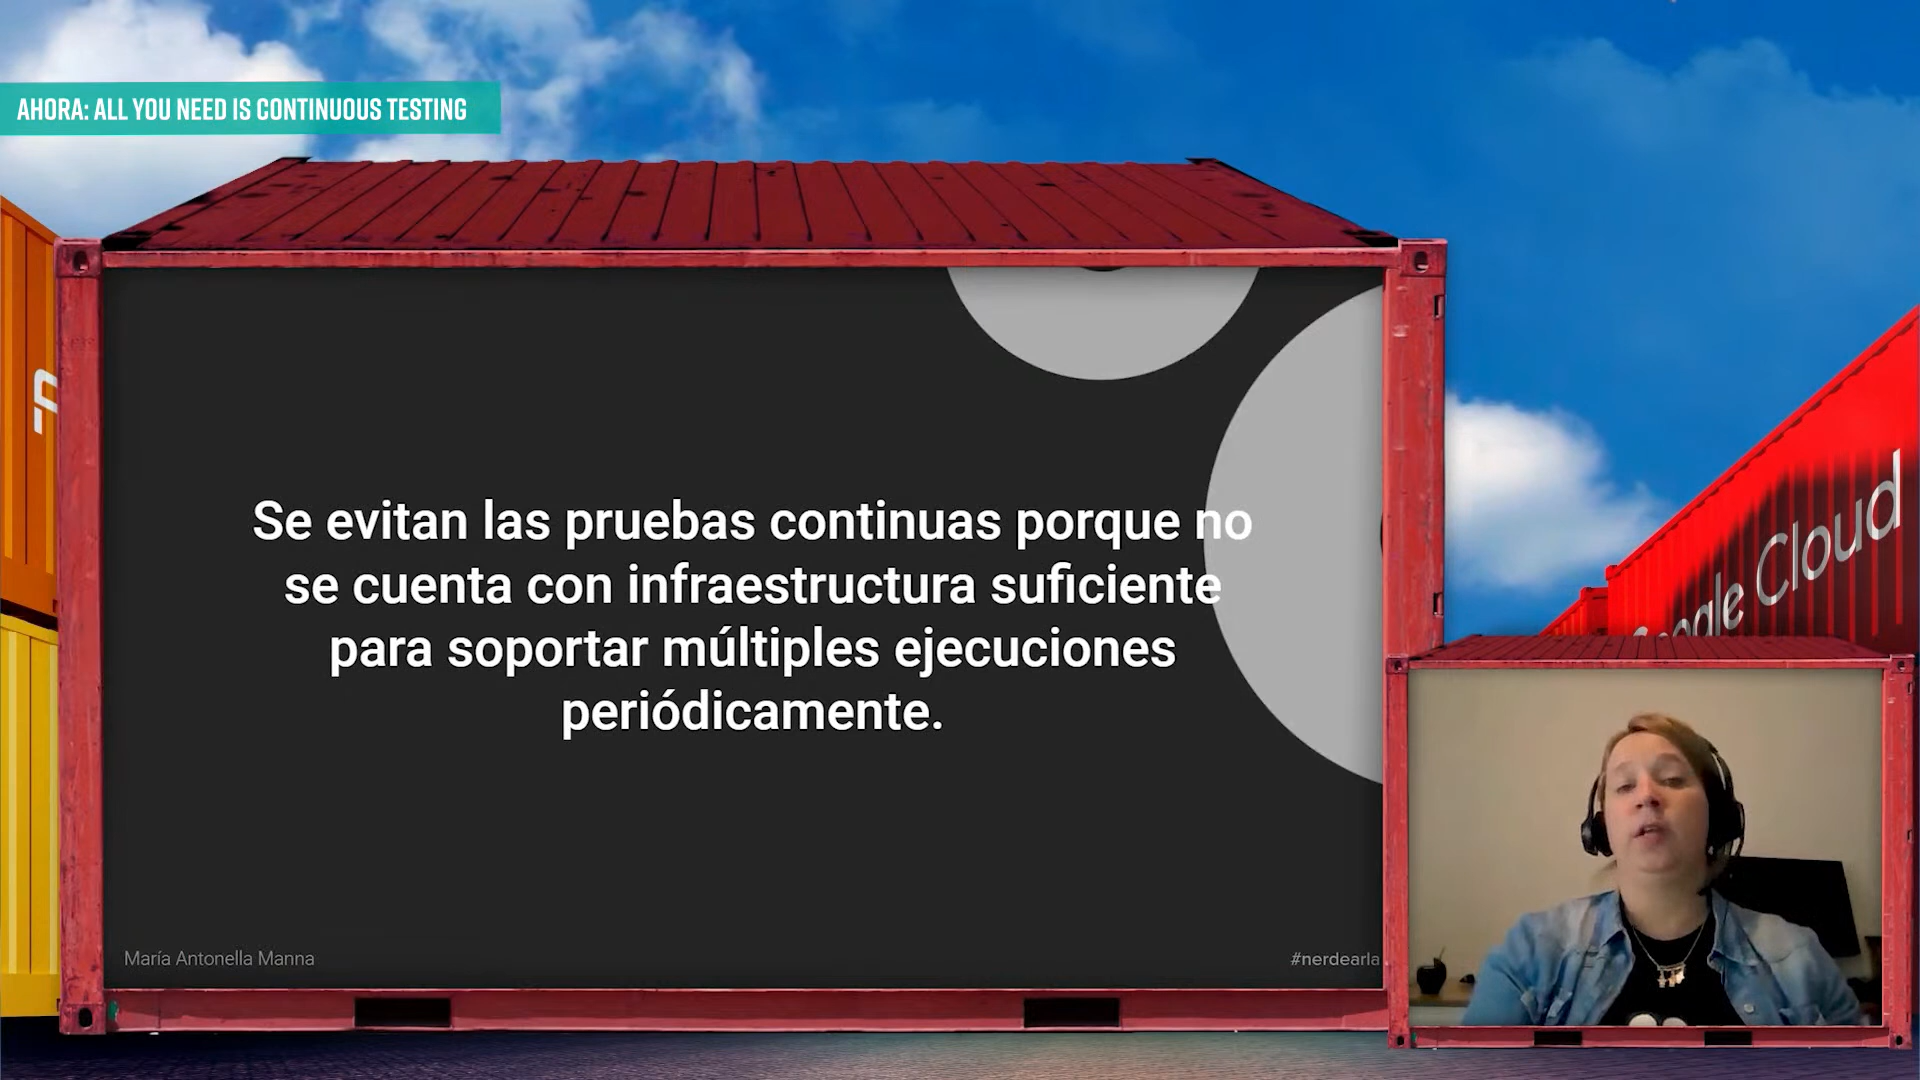 AHORA: ALL YOU NEED IS CONTINUOUS TESTING
Se evitan las pruebas continuas porque no
se cuenta con infraestructura suficiente
para soportar múltiples ejecuciones
periódicamente.
María Antonella Manna
#nerdearla
Cloud